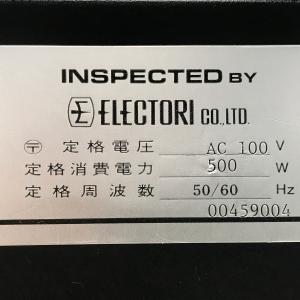 INSPECTED BY
ELECTORI CO.,LTD.
〶 定格電圧 AC 100 V
定格消費電力 500 W
定格周波数 50/60 Hz
00459004